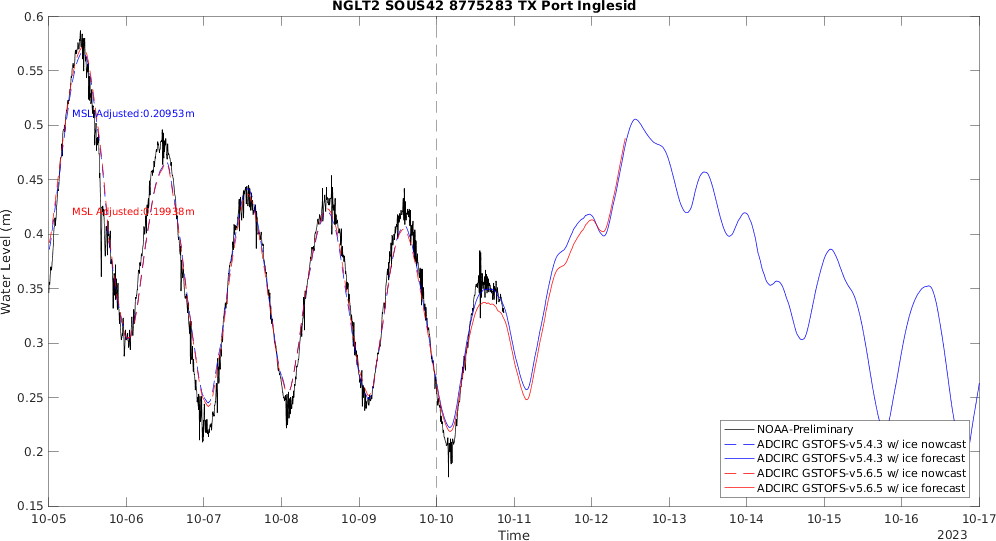 NGLT2 SOUS42 8775283 TX Port Inglesid
0.6
0.55
0.5
0.45
0.4
0.35
0.3
0.25
0.2
0.15
Water Level (m)
MSL Adjusted:0.20953m
MSL Adjusted:0.19938m
NOAA-Preliminary
ADCIRC GSTOFS-v5.4.3 w/ ice nowcast
ADCIRC GSTOFS-v5.4.3 w/ ice forecast
ADCIRC GSTOFS-v5.6.5 w/ ice nowcast
ADCIRC GSTOFS-v5.6.5 w/ ice forecast
10-05 10-06 10-07 10-08 10-09 10-10 10-11 10-12 10-13 10-14 10-15 10-16 10-17
Time
2023